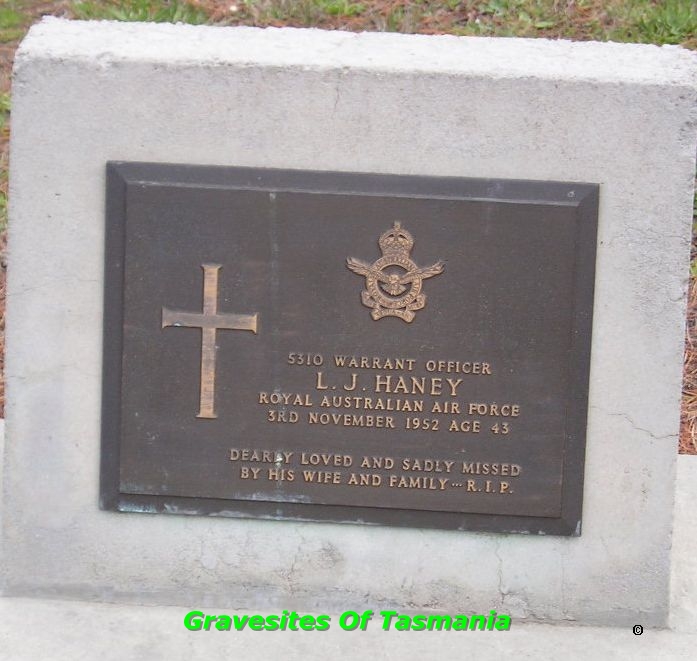 5310 WARRANT OFFICER
L. J. HANEY
ROYAL AUSTRALIAN AIR FORCE
3RD NOVEMBER 1952 AGE 43
DEARLY LOVED AND SADLY MISSED
BY HIS WIFE AND FAMILY ··· R.I.P.
Gravesites Of Tasmania
©